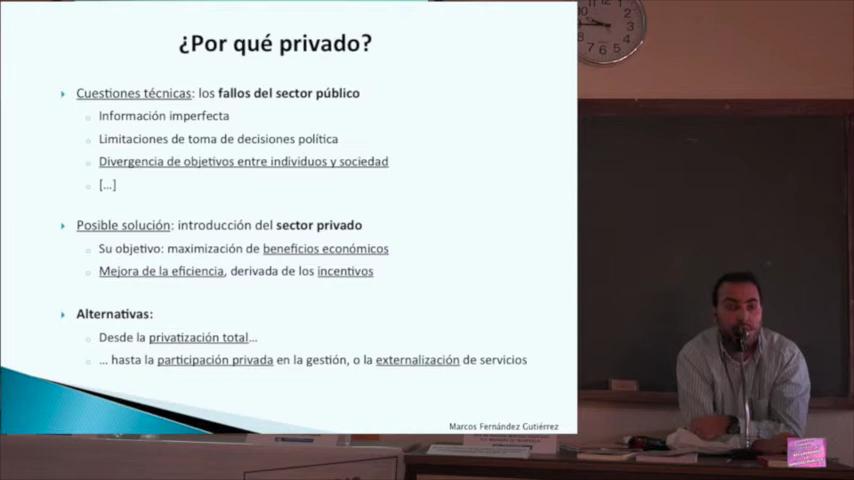 ¿Por qué privado?
Cuestiones técnicas: los fallos del sector público
Información imperfecta
Limitaciones de toma de decisiones política
Divergencia de objetivos entre individuos y sociedad
[...]
Posible solución: introducción del sector privado
Su objetivo: maximización de beneficios económicos
Mejora de la eficiencia, derivada de los incentivos
Alternativas:
Desde la privatización total...
... hasta la participación privada en la gestión, o la externalización de servicios
Marcos Fernández Gutiérrez